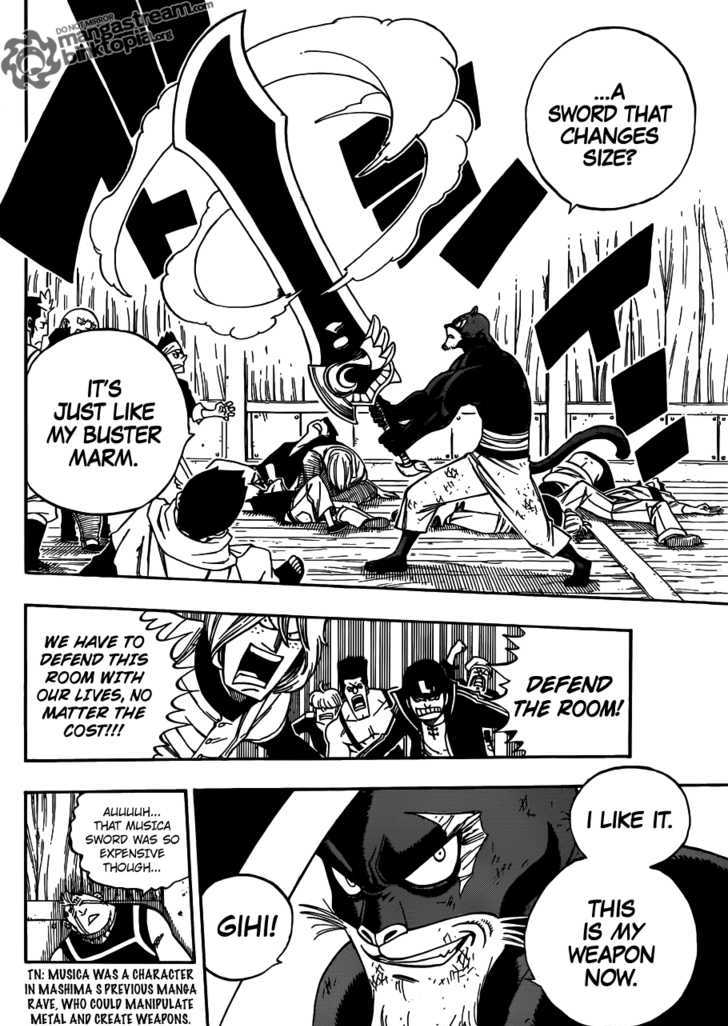 DO NOT MIRROR
mangastream.com
binktopia.org
...A
SWORD THAT
CHANGES
SIZE?
IT'S
JUST LIKE
MY BUSTER
MARM.
WE HAVE TO
DEFEND THIS
ROOM WITH
OUR LIVES, NO
MATTER THE
COST!!!
DEFEND
THE ROOM!
AUUUUH...
THAT MUSICA
SWORD WAS SO
EXPENSIVE
THOUGH...
TN: MUSICA WAS A CHARACTER
IN MASHIMA S PREVIOUS MANGA
RAVE, WHO COULD MANIPULATE
METAL AND CREATE WEAPONS.
I LIKE IT.
GIHI!
THIS
IS MY
WEAPON
NOW.